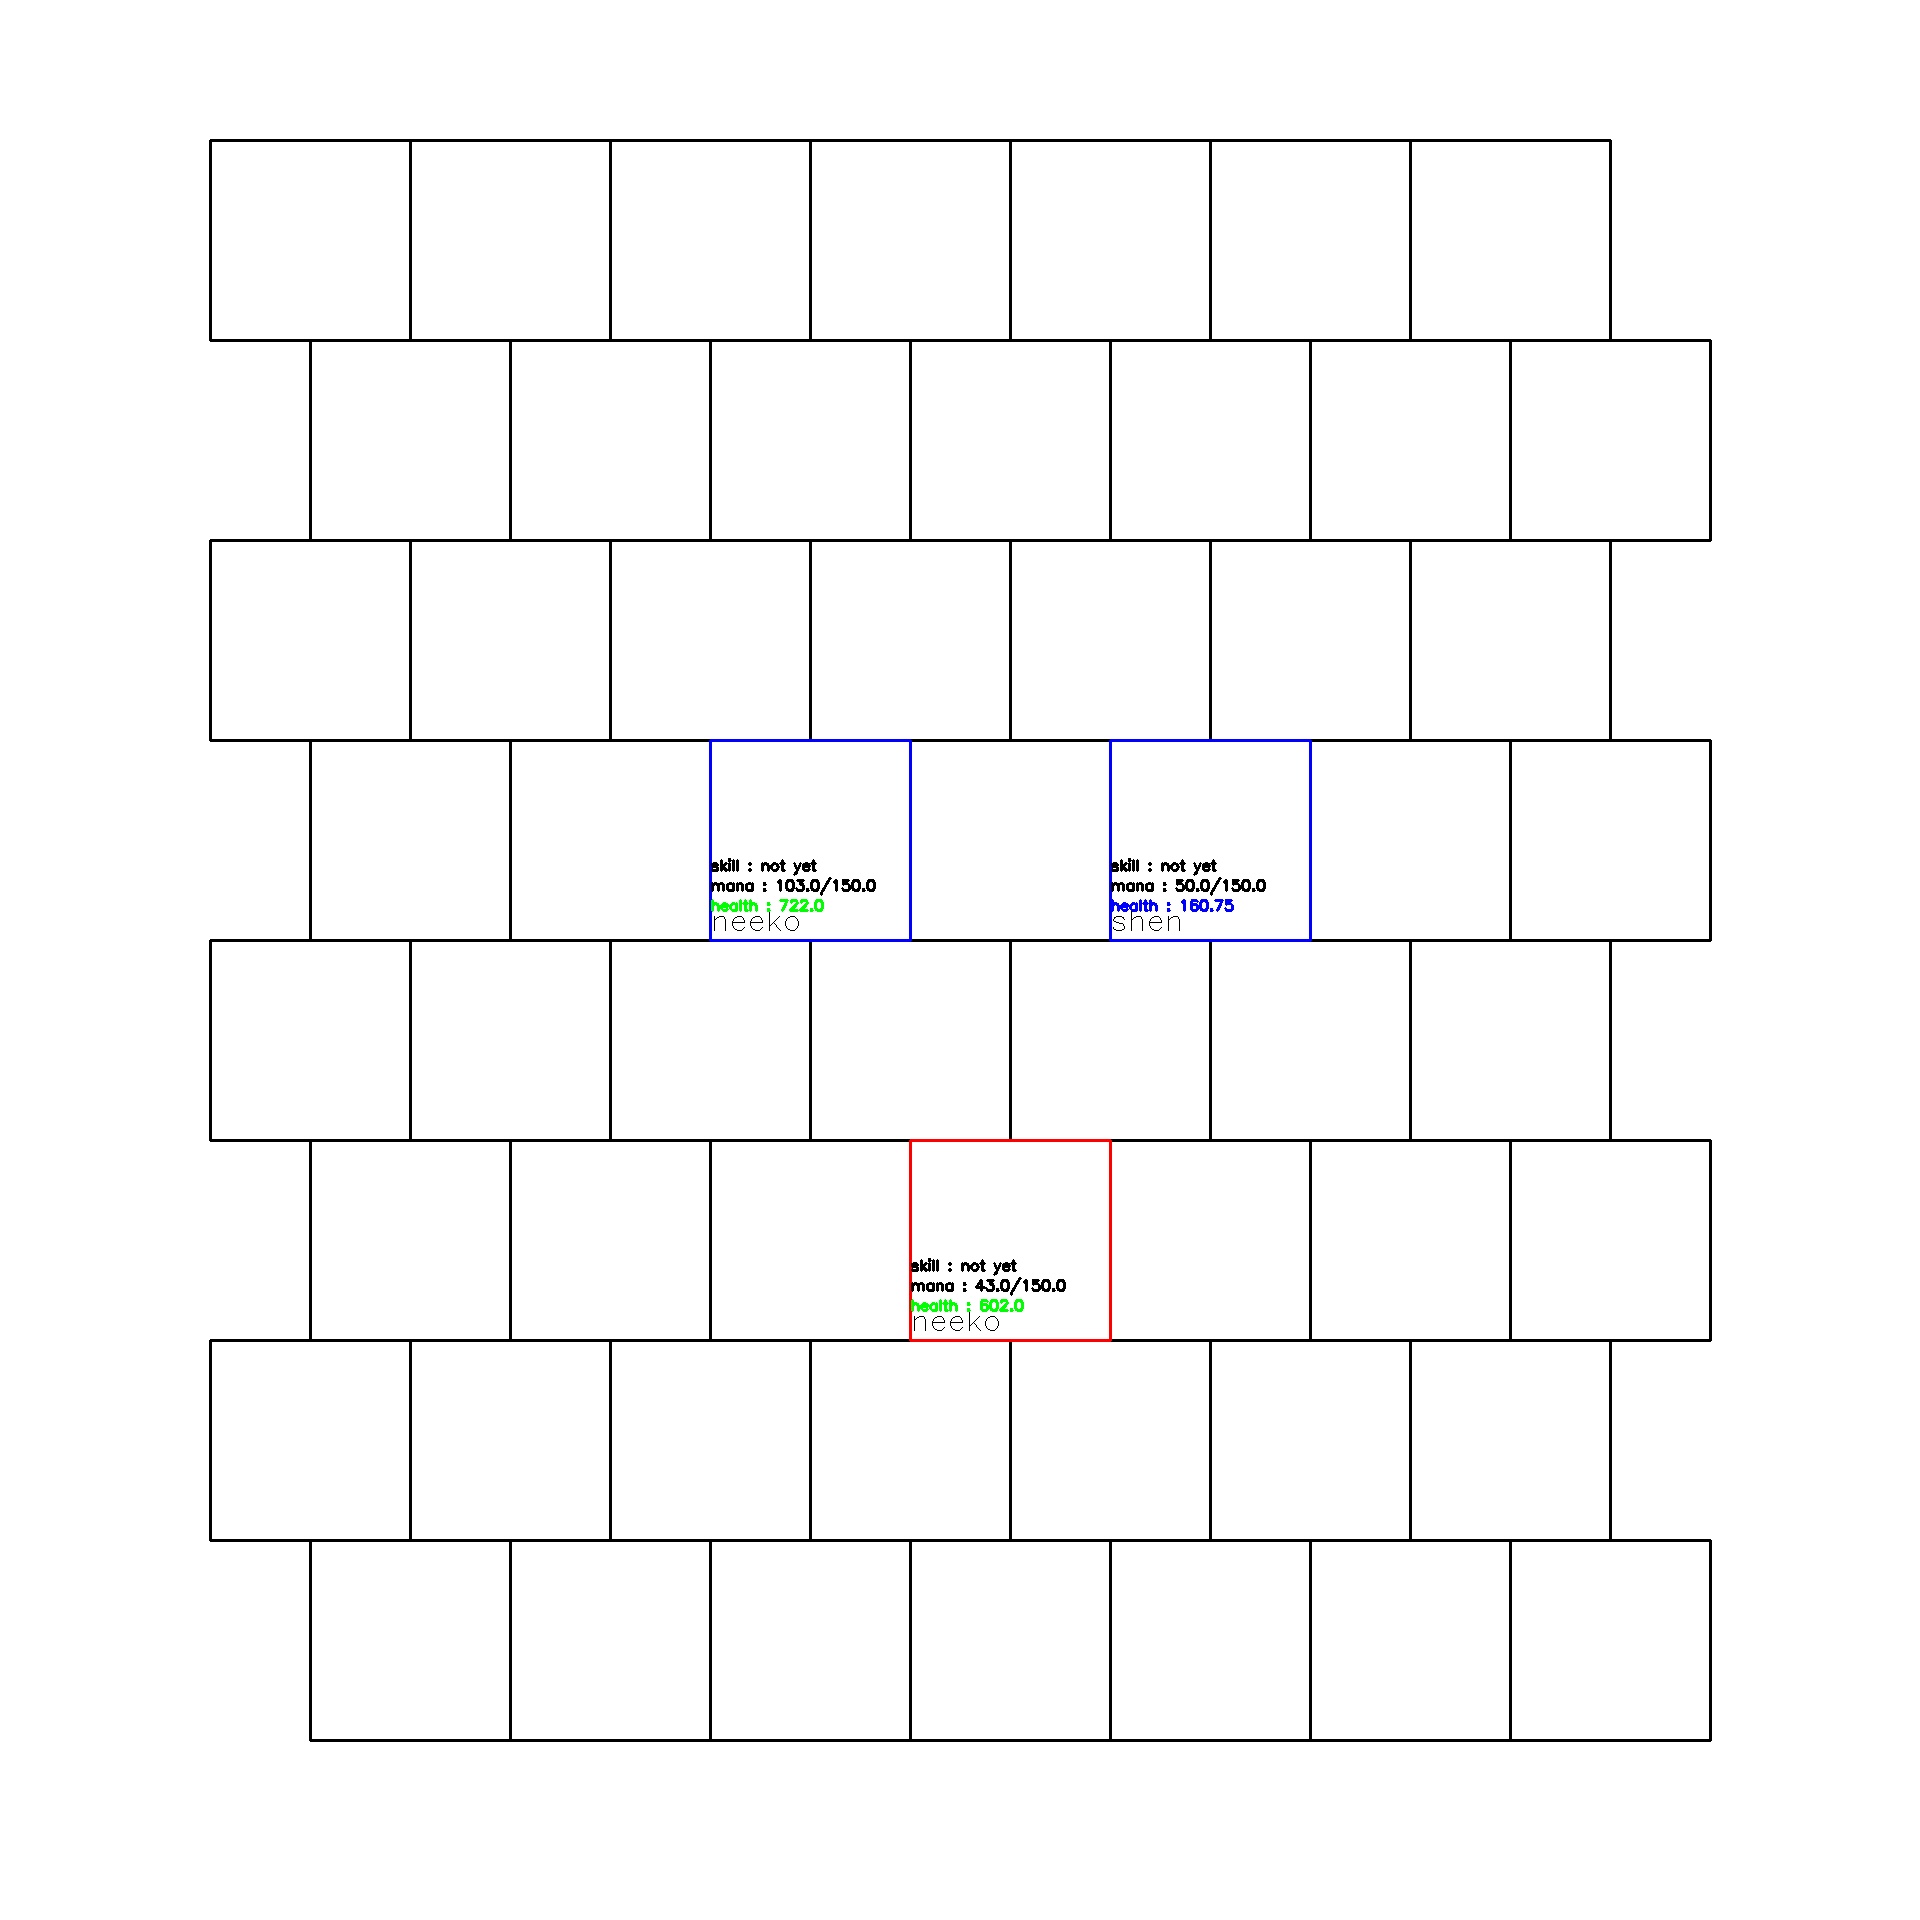 skill : not yet
mana : 103.0/150.0
health : 722.0
neeko
skill : not yet
mana : 50.0/150.0
health : 160.75
shen
skill : not yet
mana : 43.0/150.0
health : 602.0
neeko